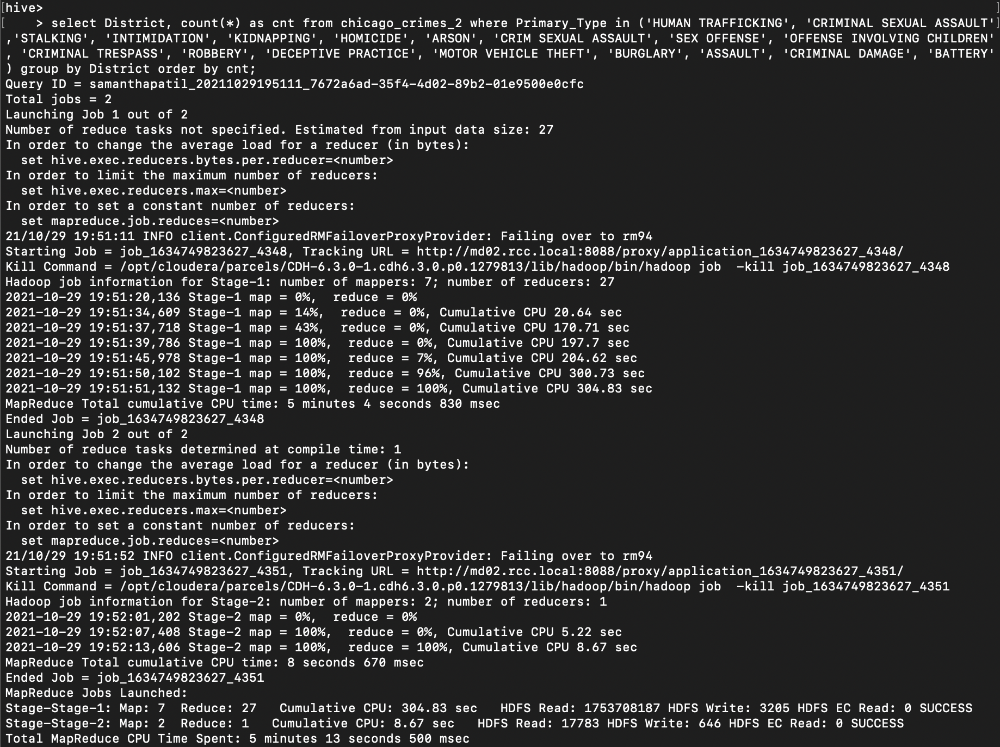 [hive> ]
[    > select District, count(*) as cnt from chicago_crimes_2 where Primary_Type in ('HUMAN TRAFFICKING', 'CRIMINAL SEXUAL ASSAULT']
,'STALKING', 'INTIMIDATION', 'KIDNAPPING', 'HOMICIDE', 'ARSON', 'CRIM SEXUAL ASSAULT', 'SEX OFFENSE', 'OFFENSE INVOLVING CHILDREN'
, 'CRIMINAL TRESPASS', 'ROBBERY', 'DECEPTIVE PRACTICE', 'MOTOR VEHICLE THEFT', 'BURGLARY', 'ASSAULT', 'CRIMINAL DAMAGE', 'BATTERY'
) group by District order by cnt;
Query ID = samanthapatil_20211029195111_7672a6ad-35f4-4d02-89b2-01e9500e0cfc
Total jobs = 2
Launching Job 1 out of 2
Number of reduce tasks not specified. Estimated from input data size: 27
In order to change the average load for a reducer (in bytes):
  set hive.exec.reducers.bytes.per.reducer=<number>
In order to limit the maximum number of reducers:
  set hive.exec.reducers.max=<number>
In order to set a constant number of reducers:
  set mapreduce.job.reduces=<number>
21/10/29 19:51:11 INFO client.ConfiguredRMFailoverProxyProvider: Failing over to rm94
Starting Job = job_1634749823627_4348, Tracking URL = http://md02.rcc.local:8088/proxy/application_1634749823627_4348/
Kill Command = /opt/cloudera/parcels/CDH-6.3.0-1.cdh6.3.0.p0.1279813/lib/hadoop/bin/hadoop job  -kill job_1634749823627_4348
Hadoop job information for Stage-1: number of mappers: 7; number of reducers: 27
2021-10-29 19:51:20,136 Stage-1 map = 0%,  reduce = 0%
2021-10-29 19:51:34,609 Stage-1 map = 14%,  reduce = 0%, Cumulative CPU 20.64 sec
2021-10-29 19:51:37,718 Stage-1 map = 43%,  reduce = 0%, Cumulative CPU 170.71 sec
2021-10-29 19:51:39,786 Stage-1 map = 100%,  reduce = 0%, Cumulative CPU 197.7 sec
2021-10-29 19:51:45,978 Stage-1 map = 100%,  reduce = 7%, Cumulative CPU 204.62 sec
2021-10-29 19:51:50,102 Stage-1 map = 100%,  reduce = 96%, Cumulative CPU 300.73 sec
2021-10-29 19:51:51,132 Stage-1 map = 100%,  reduce = 100%, Cumulative CPU 304.83 sec
MapReduce Total cumulative CPU time: 5 minutes 4 seconds 830 msec
Ended Job = job_1634749823627_4348
Launching Job 2 out of 2
Number of reduce tasks determined at compile time: 1
In order to change the average load for a reducer (in bytes):
  set hive.exec.reducers.bytes.per.reducer=<number>
In order to limit the maximum number of reducers:
  set hive.exec.reducers.max=<number>
In order to set a constant number of reducers:
  set mapreduce.job.reduces=<number>
21/10/29 19:51:52 INFO client.ConfiguredRMFailoverProxyProvider: Failing over to rm94
Starting Job = job_1634749823627_4351, Tracking URL = http://md02.rcc.local:8088/proxy/application_1634749823627_4351/
Kill Command = /opt/cloudera/parcels/CDH-6.3.0-1.cdh6.3.0.p0.1279813/lib/hadoop/bin/hadoop job  -kill job_1634749823627_4351
Hadoop job information for Stage-2: number of mappers: 2; number of reducers: 1
2021-10-29 19:52:01,202 Stage-2 map = 0%,  reduce = 0%
2021-10-29 19:52:07,408 Stage-2 map = 100%,  reduce = 0%, Cumulative CPU 5.22 sec
2021-10-29 19:52:13,606 Stage-2 map = 100%,  reduce = 100%, Cumulative CPU 8.67 sec
MapReduce Total cumulative CPU time: 8 seconds 670 msec
Ended Job = job_1634749823627_4351
MapReduce Jobs Launched:
Stage-Stage-1: Map: 7  Reduce: 27   Cumulative CPU: 304.83 sec   HDFS Read: 1753708187 HDFS Write: 3205 HDFS EC Read: 0 SUCCESS
Stage-Stage-2: Map: 2  Reduce: 1   Cumulative CPU: 8.67 sec   HDFS Read: 17783 HDFS Write: 646 HDFS EC Read: 0 SUCCESS
Total MapReduce CPU Time Spent: 5 minutes 13 seconds 500 msec